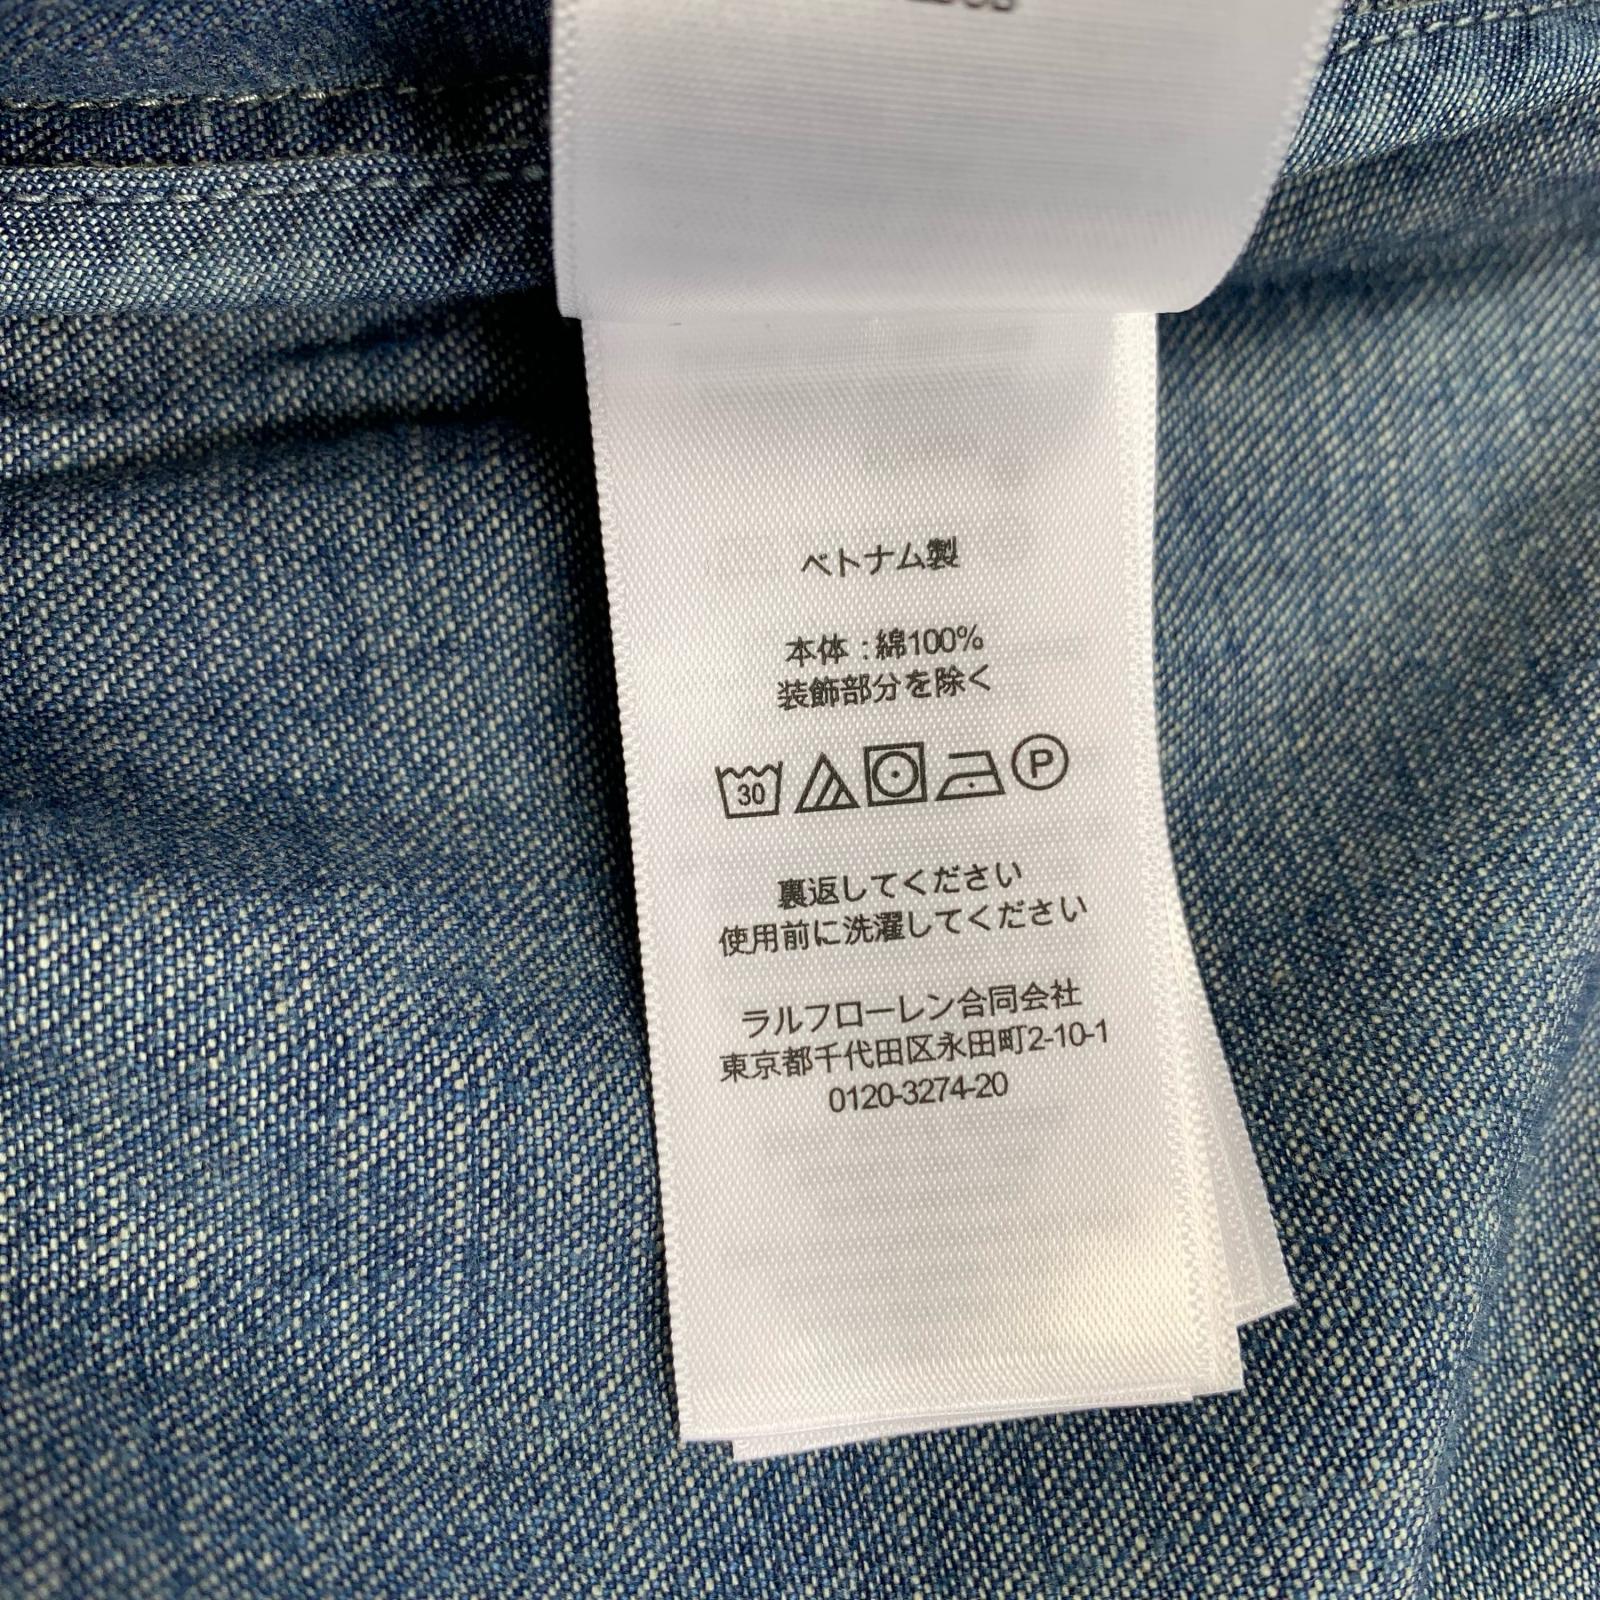 ベトナム製
本体 : 綿100%
装飾部分を除く
30 P
裏返してください
使用前に洗濯してください
ラルフローレン合同会社
東京都千代田区永田町2-10-1
0120-3274-20